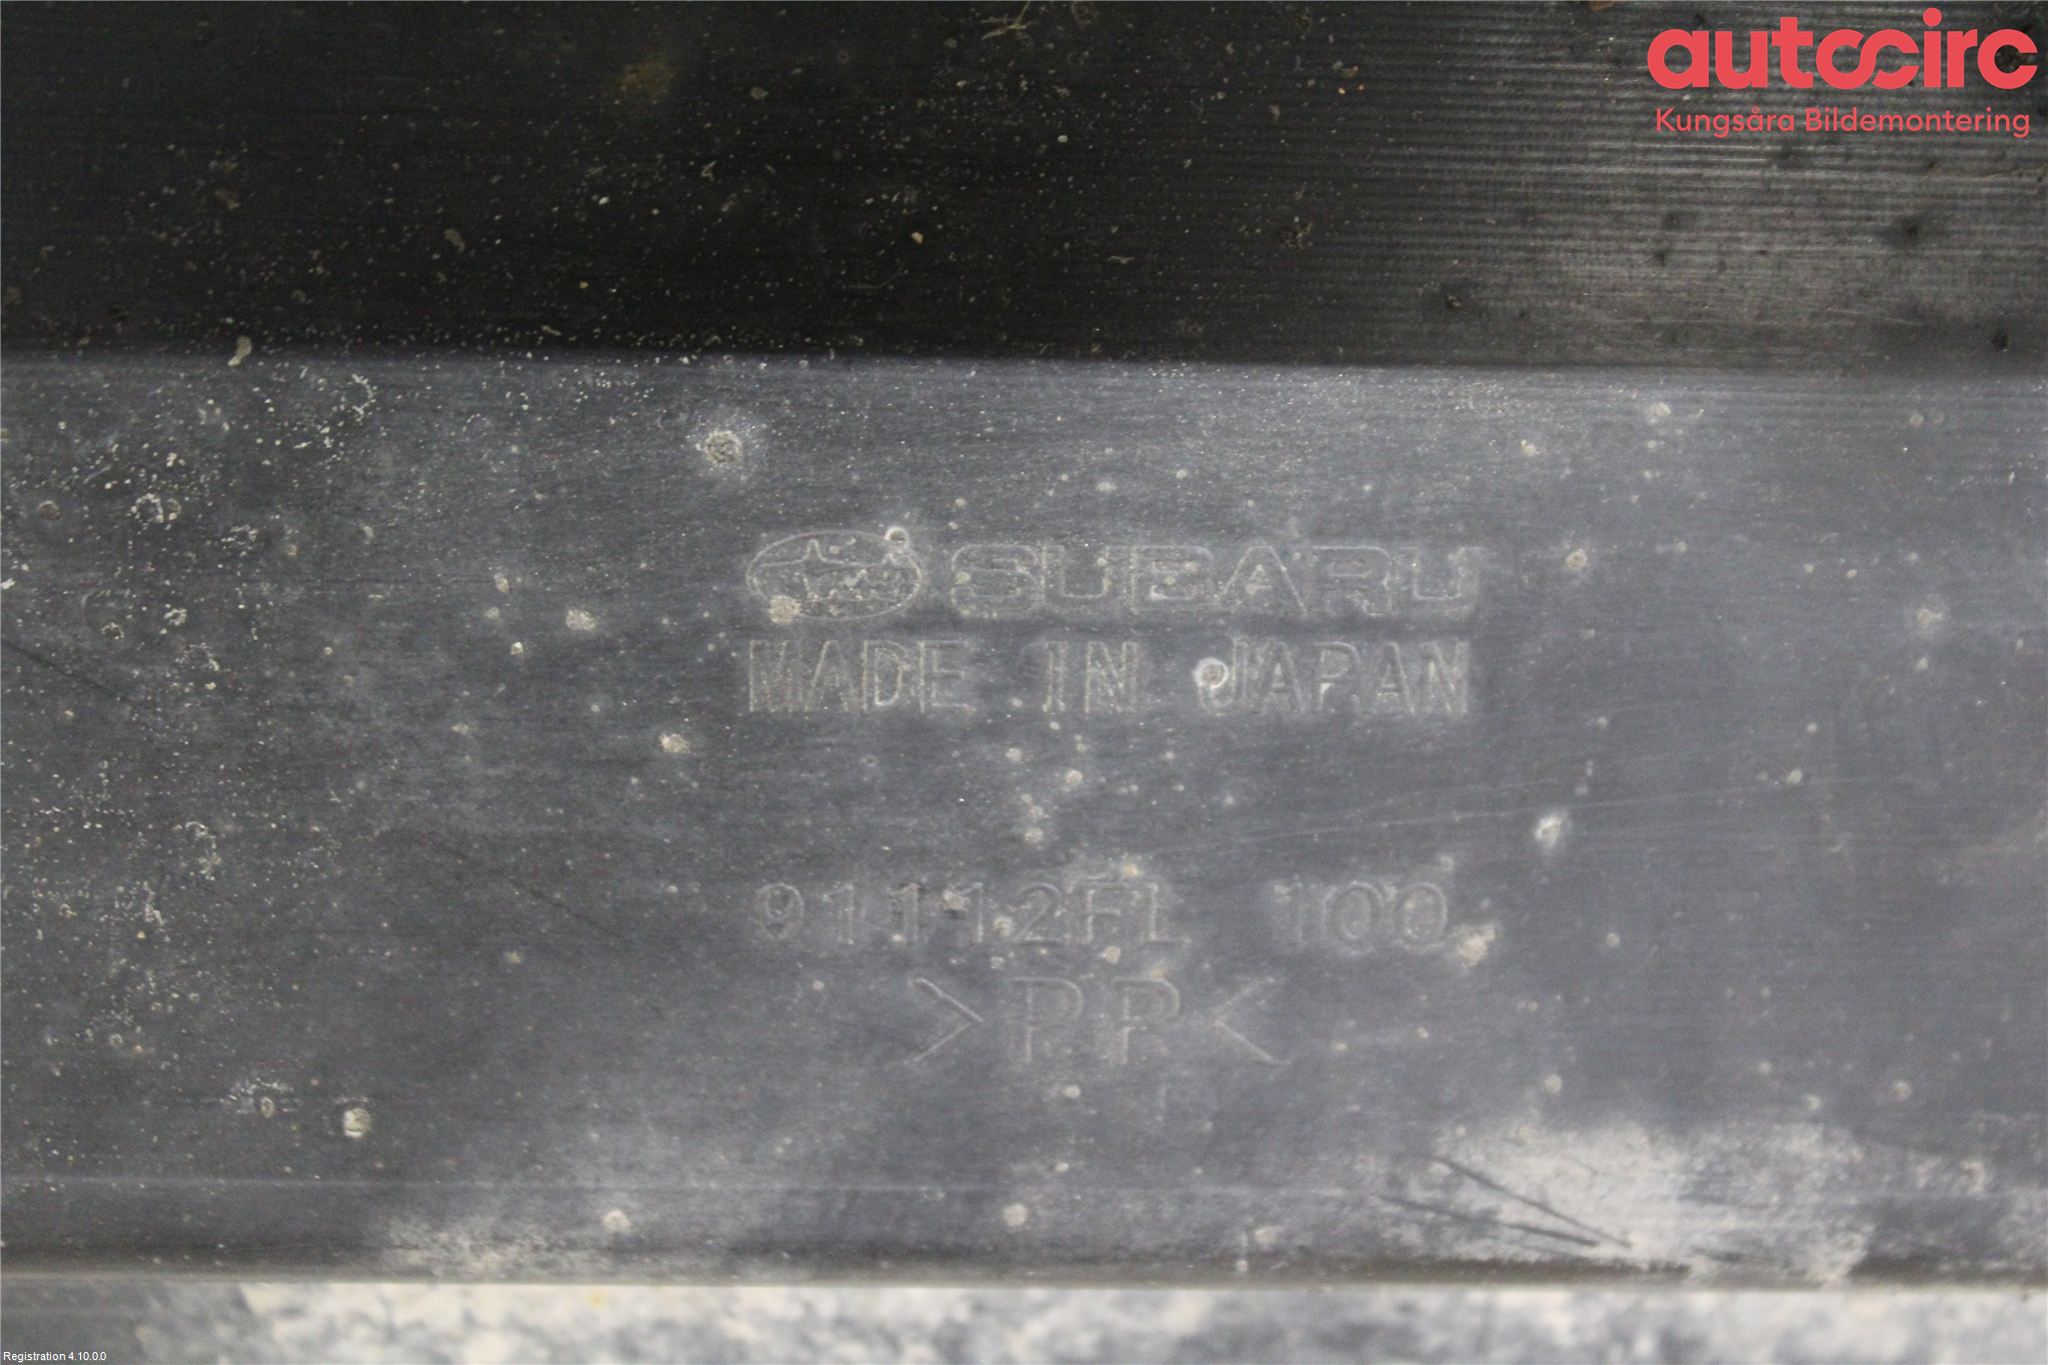 autocirc
Kungsåra Bildemontering
SUBARU
MADE IN JAPAN
91112FL 100
>PP<
Registration 4.10.0.0